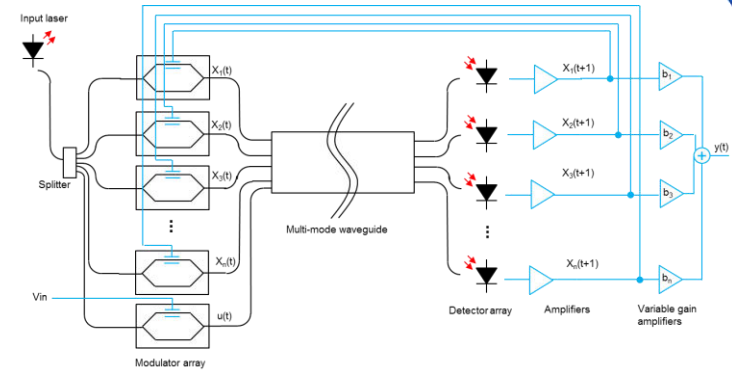 Input laser
X₁(t)
X₁(t+1)
b₁
X₂(t)
X₂(t+1)
b₂
y(t)
Splitter
X₃(t)
X₃(t+1)
b₃
Multi-mode waveguide
Xₙ(t)
Xₙ(t+1)
bₙ
Vin
u(t)
Detector array
Amplifiers
Variable gain
amplifiers
Modulator array